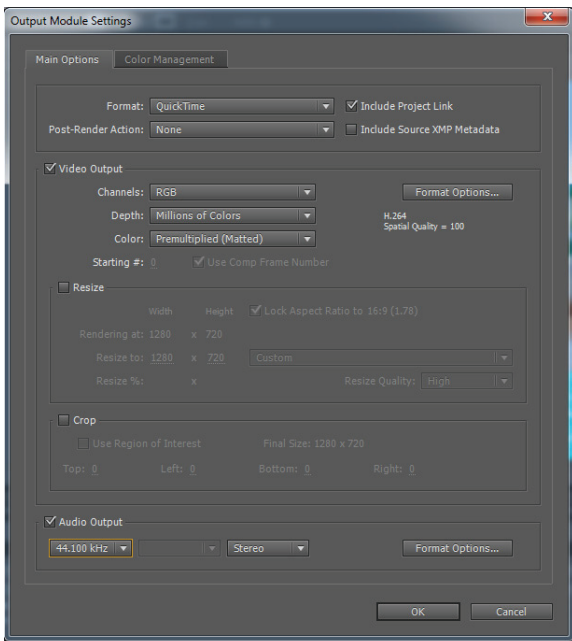 Output Module Settings
Main Options Color Management
Format: QuickTime Include Project Link
Post-Render Action: None Include Source XMP Metadata
Video Output
Channels: RGB Format Options...
Depth: Millions of Colors H.264
Spatial Quality = 100
Color: Premultiplied (Matted)
Starting #: 0 Use Comp Frame Number
Resize
Width Height Lock Aspect Ratio to 16:9 (1.78)
Rendering at: 1280 x 720
Resize to: 1280 x 720 Custom
Resize %: x Resize Quality: High
Crop
Use Region of Interest Final Size: 1280 x 720
Top: 0 Left: 0 Bottom: 0 Right: 0
Audio Output
44.100 kHz Stereo Format Options...
OK Cancel